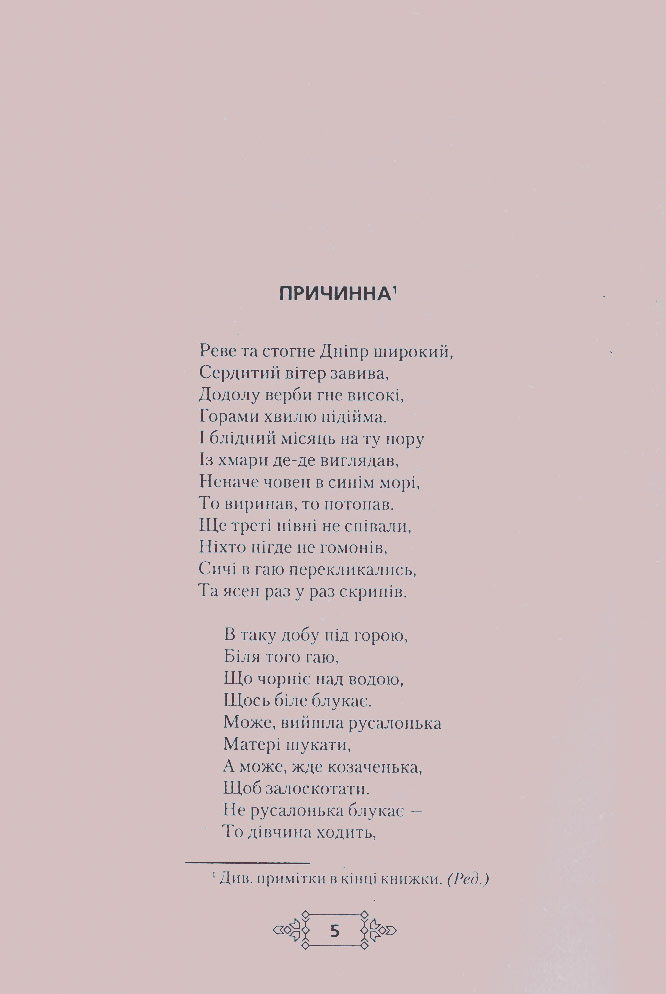 ПРИЧИННА¹
Реве та стогне Дніпр широкий,
Сердитий вітер завива,
Додолу верби гне високі,
Горами хвилю підійма.
І блідний місяць на ту пору
Із хмари де-де виглядав,
Неначе човен в синім морі,
То виринав, то потопав.
Ще треті півні не співали,
Ніхто нігде не гомонів,
Сичі в гаю перекликались,
Та ясен раз у раз скрипів.
В таку добу під горою,
Біля того гаю,
Що чорніє над водою,
Щось біле блукає.
Може, вийшла русалонька
Матері шукати,
А може, жде козаченька,
Щоб залоскотати.
Не русалонька блукає –
То дівчина ходить,
¹ Див. примітки в кінці книжки. (Ред.)
5